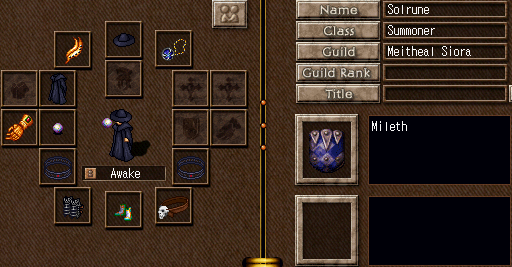 Name Solrune
Class Summoner
Guild Meitheal Siora
Guild Rank
Title
Mileth
Awake